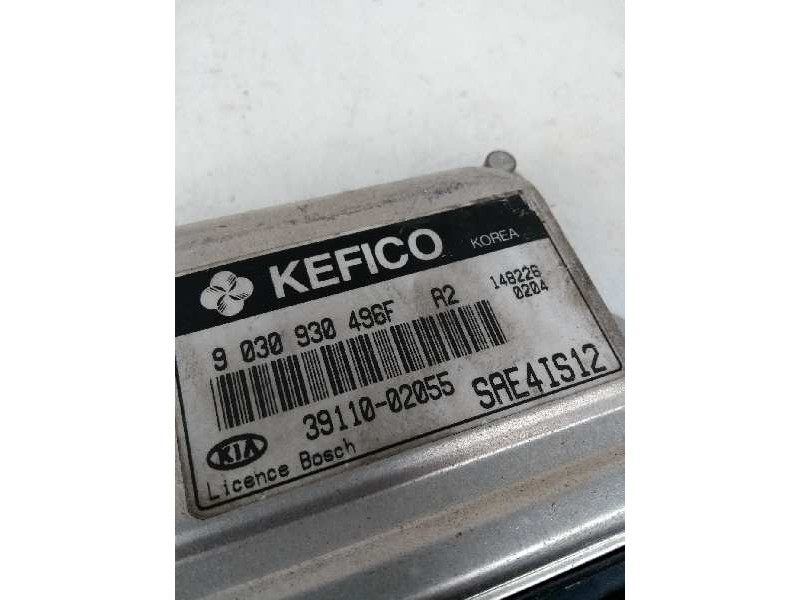 KEFICO KOREA
9 030 930 496F A2 148226
0204
39110-02055 SAE4IS12
KIA
Licence Bosch